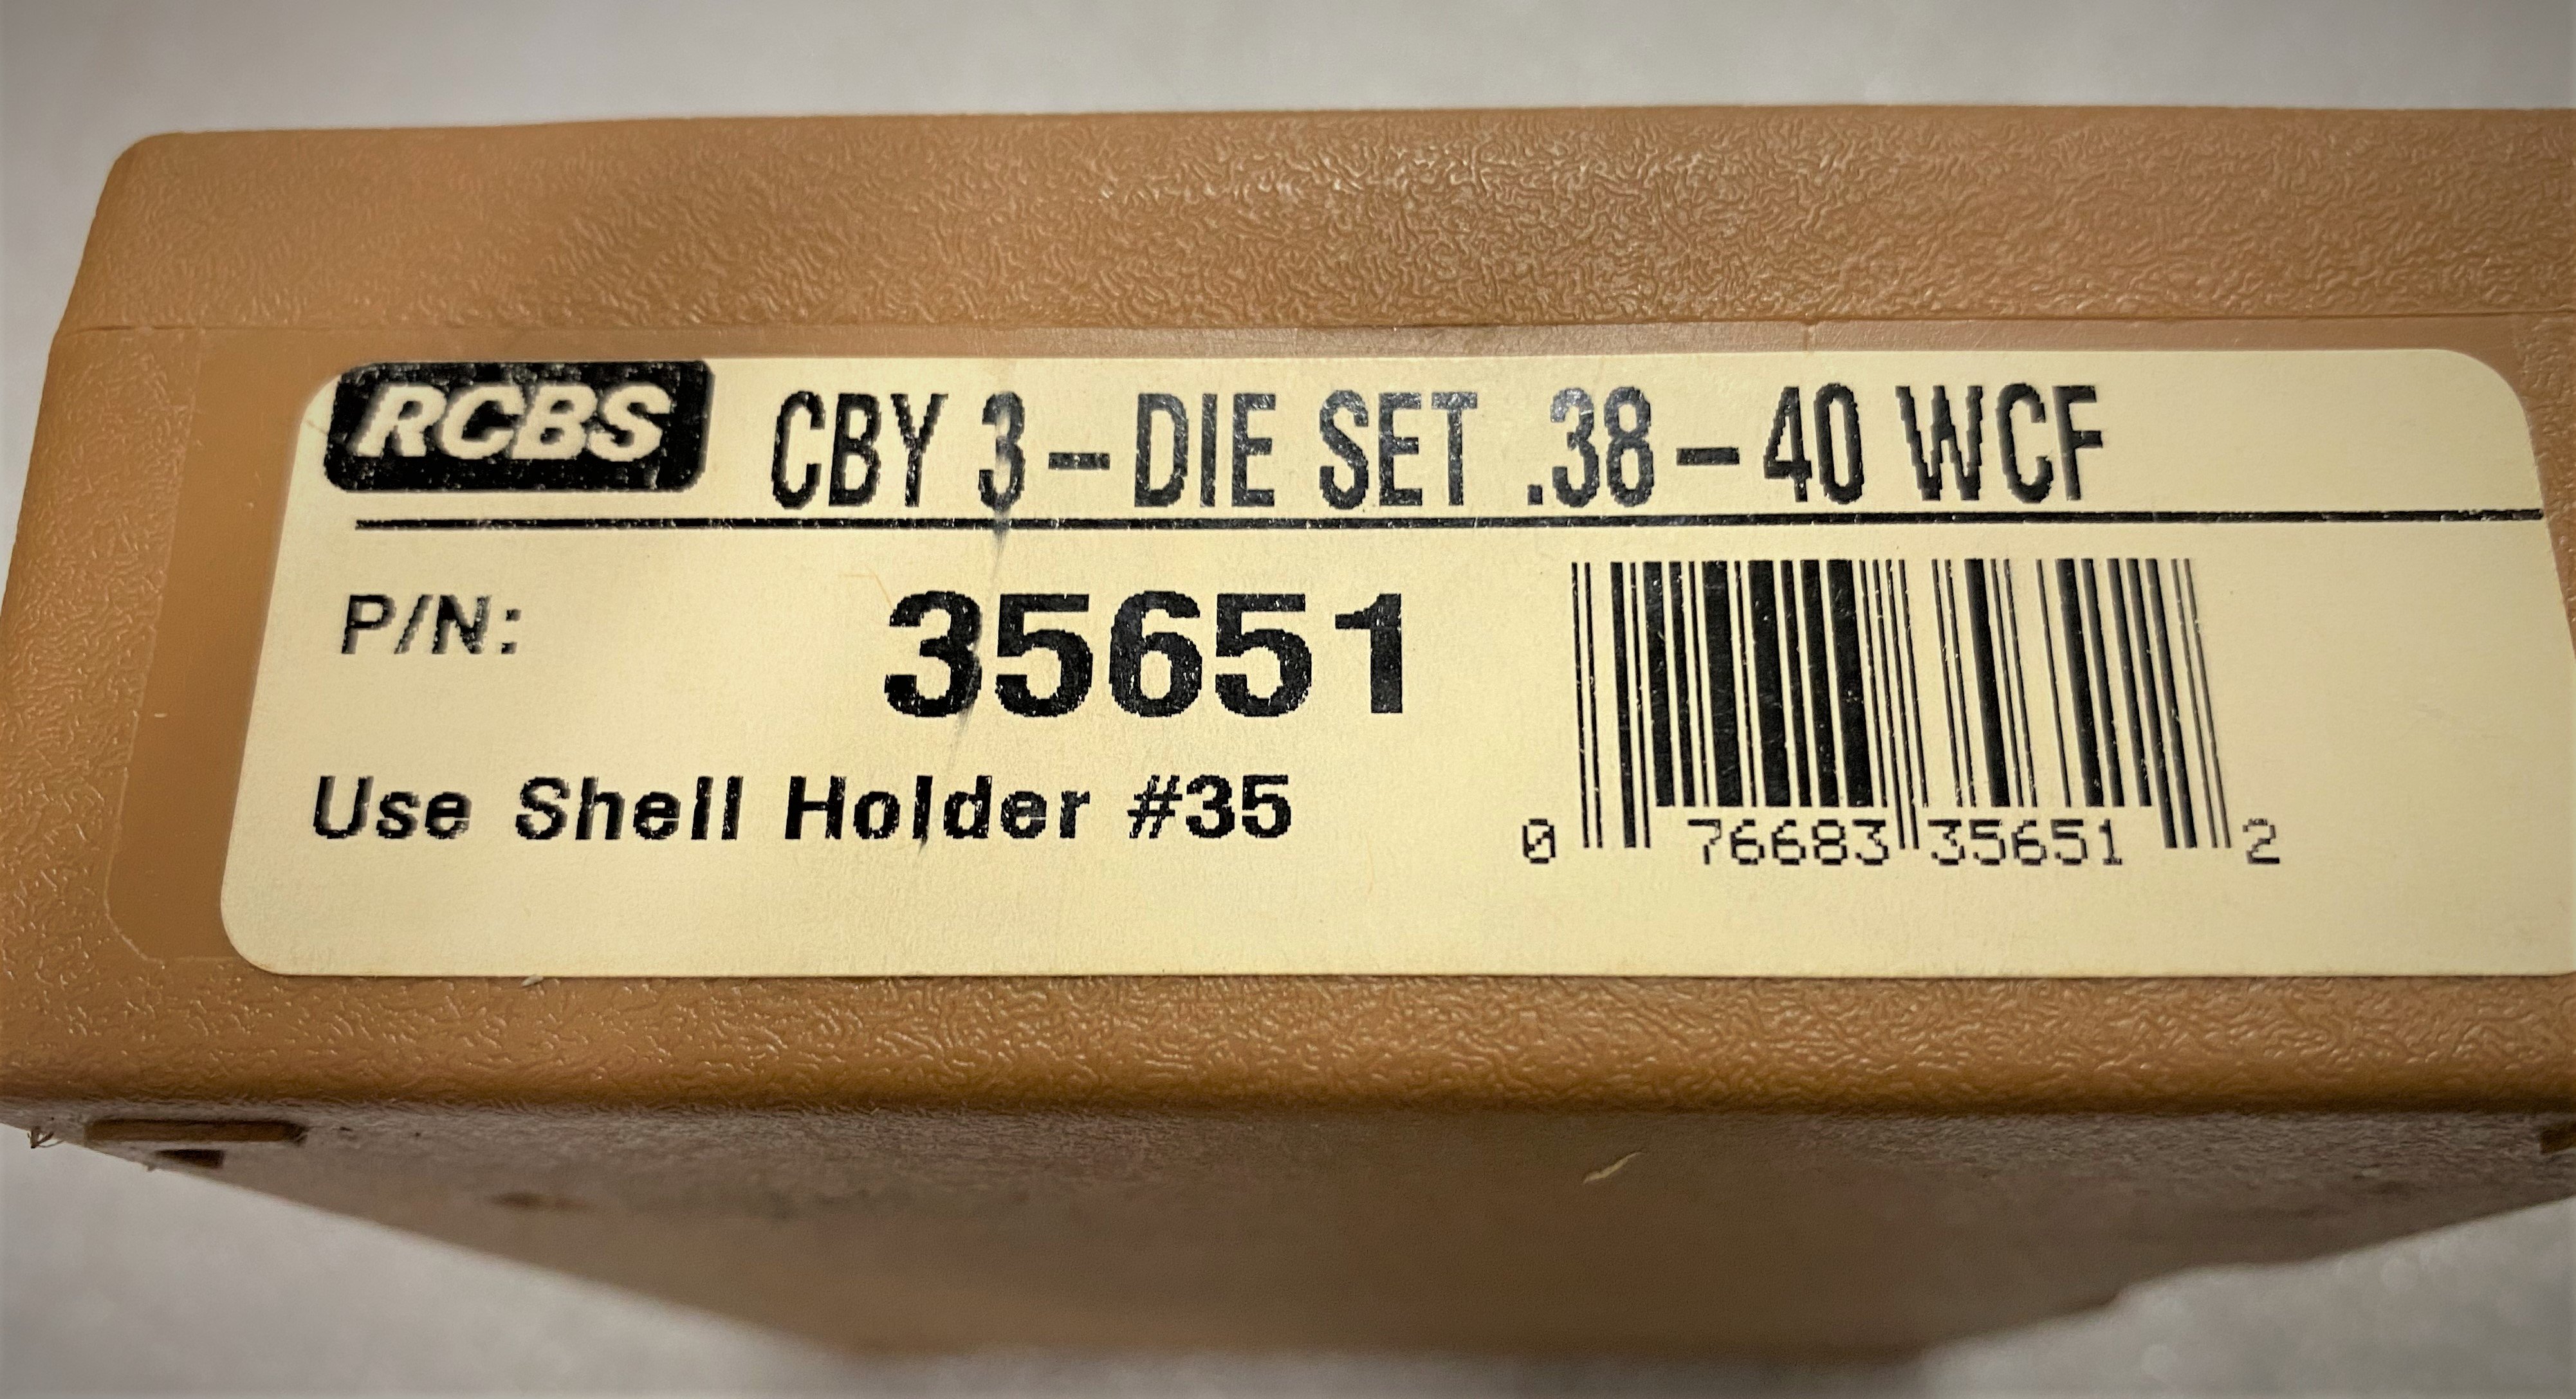 RCBS CBY 3-DIE SET .38-40 WCF
P/N: 35651
Use Shell Holder #35
0 76683 35651 2